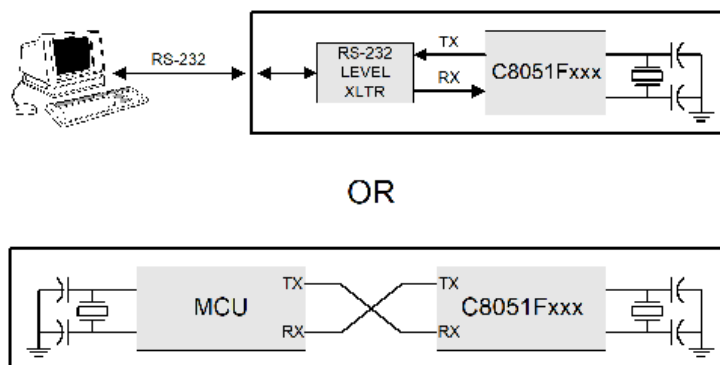 RS-232
RS-232
LEVEL
XLTR
TX
RX
C8051Fxxx
OR
MCU
TX
RX
TX
RX
C8051Fxxx